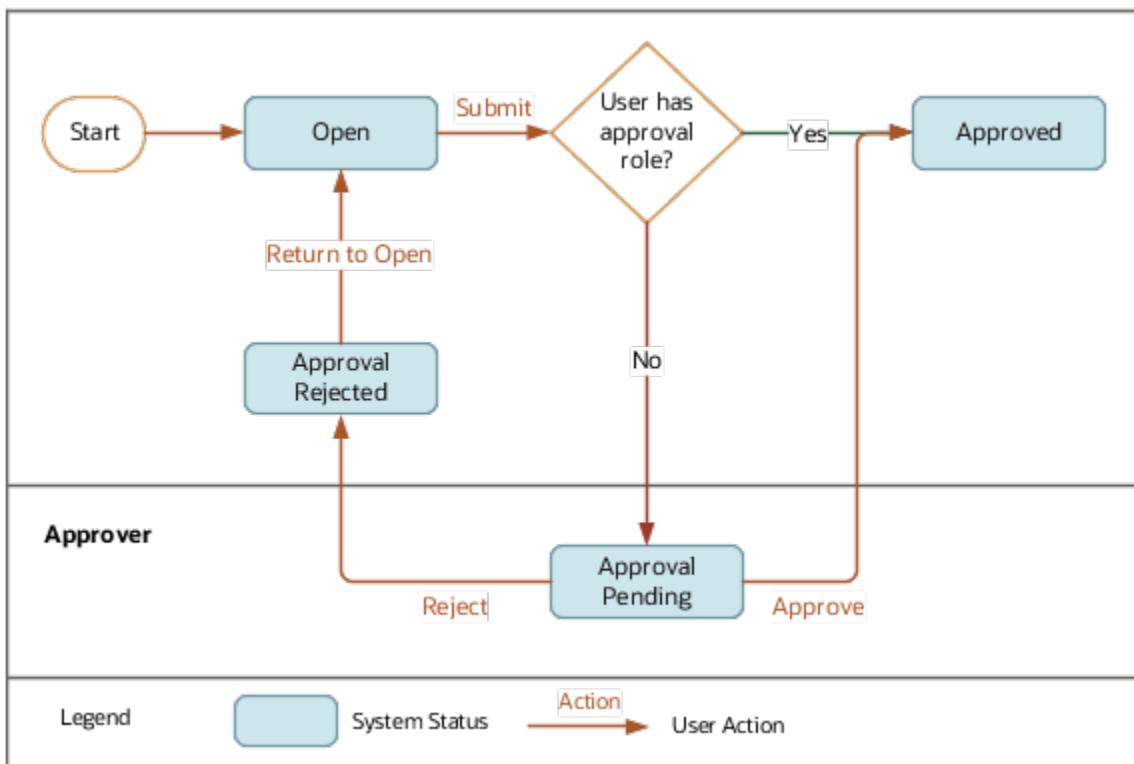 Start
Open
Submit
User has
approval
role?
Yes
Approved
Return to Open
Approval
Rejected
No
Approver
Approval
Pending
Reject
Approve
Legend
System Status
Action
User Action